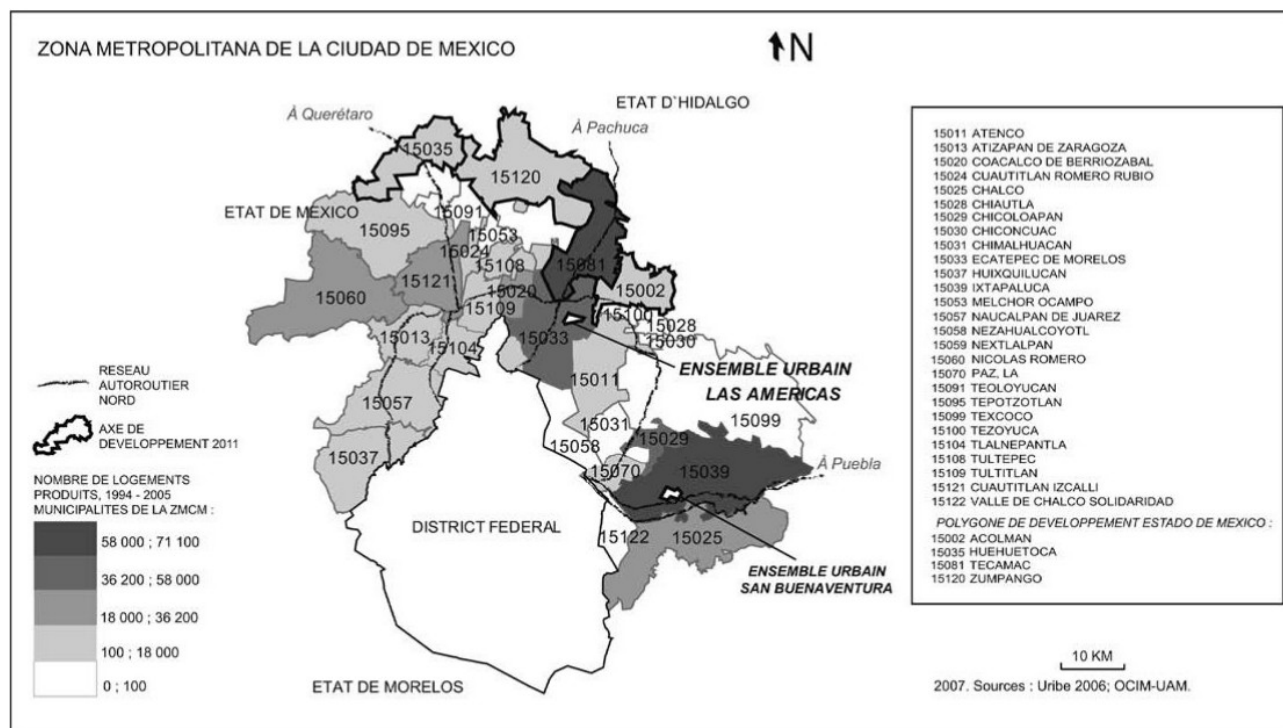 ZONA METROPOLITANA DE LA CIUDAD DE MEXICO
N
ETAT D`HIDALGO
À Querétaro
À Pachuca
15035
15120
ETAT DE MEXICO
15091
15095
15053
15024
15108
15081
15121
15060
15020
15002
15109
15100
15028
15013
15033
15030
15104
ENSEMBLE URBAIN
LAS AMERICAS
15011
15057
15099
15031
15029
15058
15037
15070
15039
À Puebla
DISTRICT FEDERAL
15122
15025
ENSEMBLE URBAIN
SAN BUENAVENTURA
ETAT DE MORELOS
RESEAU
AUTOROUTIER
NORD
AXE DE
DEVELOPPEMENT 2011
NOMBRE DE LOGEMENTS
PRODUITS, 1994 - 2005
MUNICIPALITES DE LA ZMCM :
58 000 ; 71 100
36 200 ; 58 000
18 000 ; 36 200
100 ; 18 000
0 ; 100
15011 ATENCO
15013 ATIZAPAN DE ZARAGOZA
15020 COACALCO DE BERRIOZABAL
15024 CUAUTITLAN ROMERO RUBIO
15025 CHALCO
15028 CHIAUTLA
15029 CHICOLOAPAN
15030 CHICONCUAC
15031 CHIMALHUACAN
15033 ECATEPEC DE MORELOS
15037 HUIXQUILUCAN
15039 IXTAPALUCA
15053 MELCHOR OCAMPO
15057 NAUCALPAN DE JUAREZ
15058 NEZAHUALCOYOTL
15059 NEXTLALPAN
15060 NICOLAS ROMERO
15070 PAZ, LA
15091 TEOLOYUCAN
15095 TEPOTZOTLAN
15099 TEXCOCO
15100 TEZOYUCA
15104 TLALNEPANTLA
15108 TULTEPEC
15109 TULTITLAN
15121 CUAUTITLAN IZCALLI
15122 VALLE DE CHALCO SOLIDARIDAD
POLYGONE DE DEVELOPPEMENT ESTADO DE MEXICO :
15002 ACOLMAN
15035 HUEHUETOCA
15081 TECAMAC
15120 ZUMPANGO
10 KM
2007. Sources : Uribe 2006; OCIM-UAM.